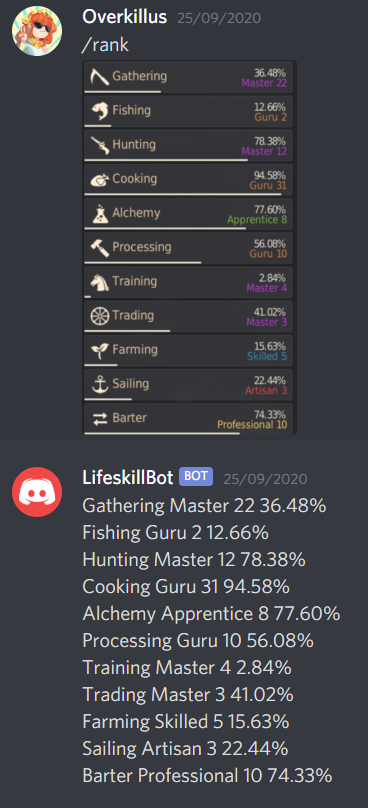 Overkillus 25/09/2020
/rank
Gathering 36.48%
Master 22
Fishing 12.66%
Guru 2
Hunting 78.38%
Master 12
Cooking 94.58%
Guru 31
Alchemy 77.60%
Apprentice 8
Processing 56.08%
Guru 10
Training 2.84%
Master 4
Trading 41.02%
Master 3
Farming 15.63%
Skilled 5
Sailing 22.44%
Artisan 3
Barter 74.33%
Professional 10
LifeskillBot BOT 25/09/2020
Gathering Master 22 36.48%
Fishing Guru 2 12.66%
Hunting Master 12 78.38%
Cooking Guru 31 94.58%
Alchemy Apprentice 8 77.60%
Processing Guru 10 56.08%
Training Master 4 2.84%
Trading Master 3 41.02%
Farming Skilled 5 15.63%
Sailing Artisan 3 22.44%
Barter Professional 10 74.33%